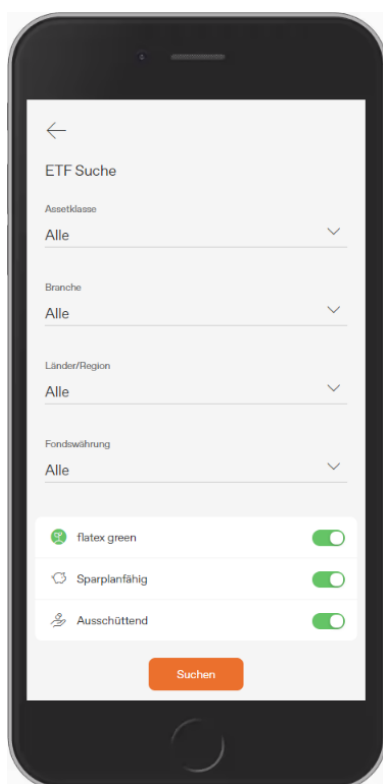 ETF Suche
Assetklasse
Alle
Branche
Alle
Länder/Region
Alle
Fondswährung
Alle
flatex green
Sparplanfähig
Ausschüttend
Suchen